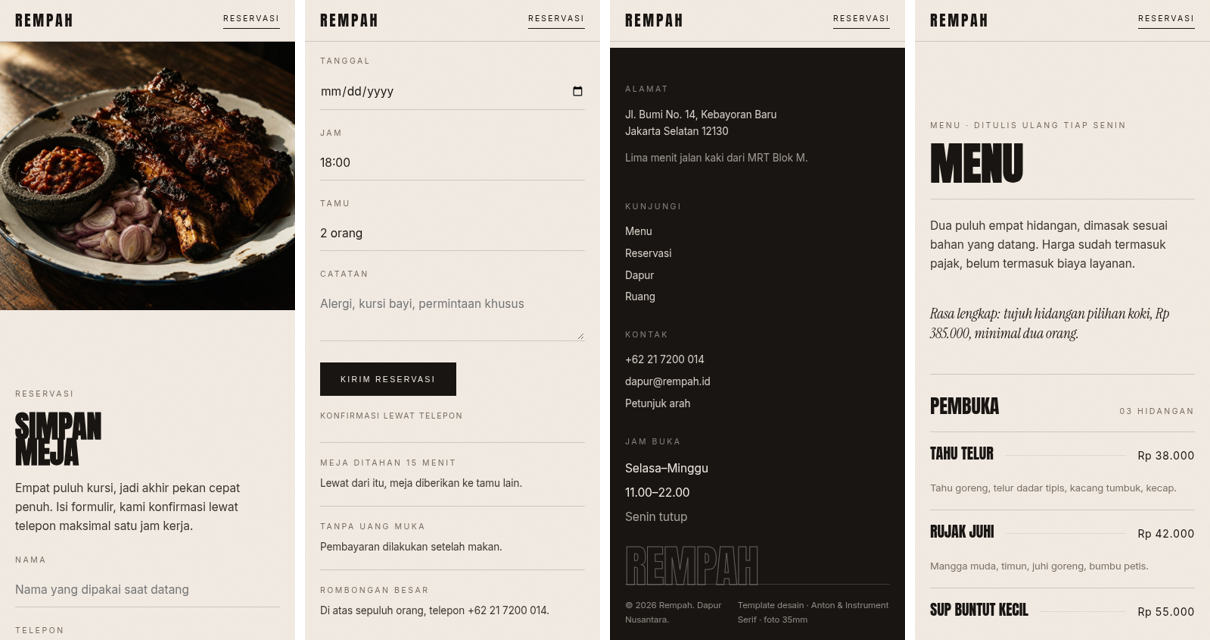 REMPAH
RESERVASI
RESERVASI
SIMPAN
MEJA
Empat puluh kursi, jadi akhir pekan cepat
penuh. Isi formulir, kami konfirmasi lewat
telepon maksimal satu jam kerja.
NAMA
Nama yang dipakai saat datang
TELEPON
REMPAH
RESERVASI
TANGGAL
mm/dd/yyyy
JAM
18:00
TAMU
2 orang
CATATAN
Alergi, kursi bayi, permintaan khusus
KIRIM RESERVASI
KONFIRMASI LEWAT TELEPON
MEJA DITAHAN 15 MENIT
Lewat dari itu, meja diberikan ke tamu lain.
TANPA UANG MUKA
Pembayaran dilakukan setelah makan.
ROMBONGAN BESAR
Di atas sepuluh orang, telepon +62 21 7200 014.
REMPAH
RESERVASI
ALAMAT
Jl. Bumi No. 14, Kebayoran Baru
Jakarta Selatan 12130
Lima menit jalan kaki dari MRT Blok M.
KUNJUNGI
Menu
Reservasi
Dapur
Ruang
KONTAK
+62 21 7200 014
dapur@rempah.id
Petunjuk arah
JAM BUKA
Selasa–Minggu
11.00–22.00
Senin tutup
REMPAH
© 2026 Rempah. Dapur
Nusantara.
Template desain · Anton & Instrument
Serif · foto 35mm
REMPAH
RESERVASI
MENU · DITULIS ULANG TIAP SENIN
MENU
Dua puluh empat hidangan, dimasak sesuai
bahan yang datang. Harga sudah termasuk
pajak, belum termasuk biaya layanan.
Rasa lengkap: tujuh hidangan pilihan koki, Rp
385.000, minimal dua orang.
PEMBUKA
03 HIDANGAN
TAHU TELUR
Rp 38.000
Tahu goreng, telur dadar tipis, kacang tumbuk, kecap.
RUJAK JUHI
Rp 42.000
Mangga muda, timun, juhi goreng, bumbu petis.
SUP BUNTUT KECIL
Rp 55.000